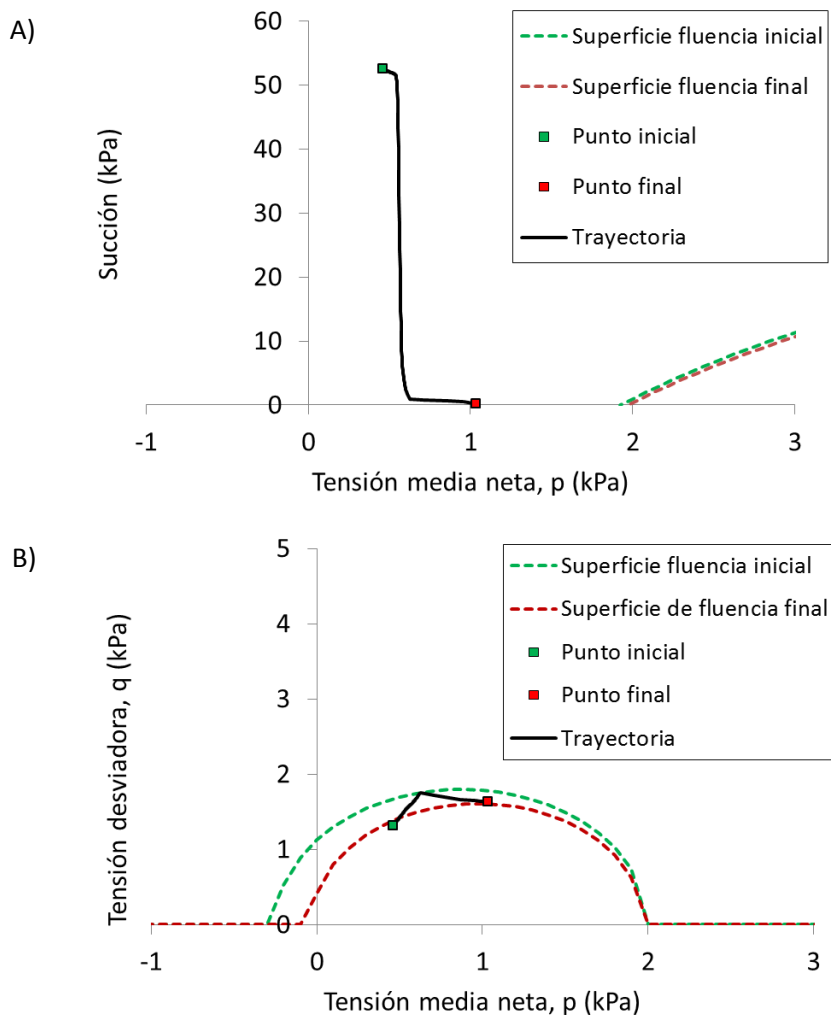 A)
60
50
40
30
20
10
0
Succión (kPa)
-1 0 1 2 3
Tensión media neta, p (kPa)
Superficie fluencia inicial
Superficie fluencia final
Punto inicial
Punto final
Trayectoria
B)
5
4
3
2
1
0
Tensión desviadora, q (kPa)
-1 0 1 2 3
Tensión media neta, p (kPa)
Superficie fluencia inicial
Superficie de fluencia final
Punto inicial
Punto final
Trayectoria